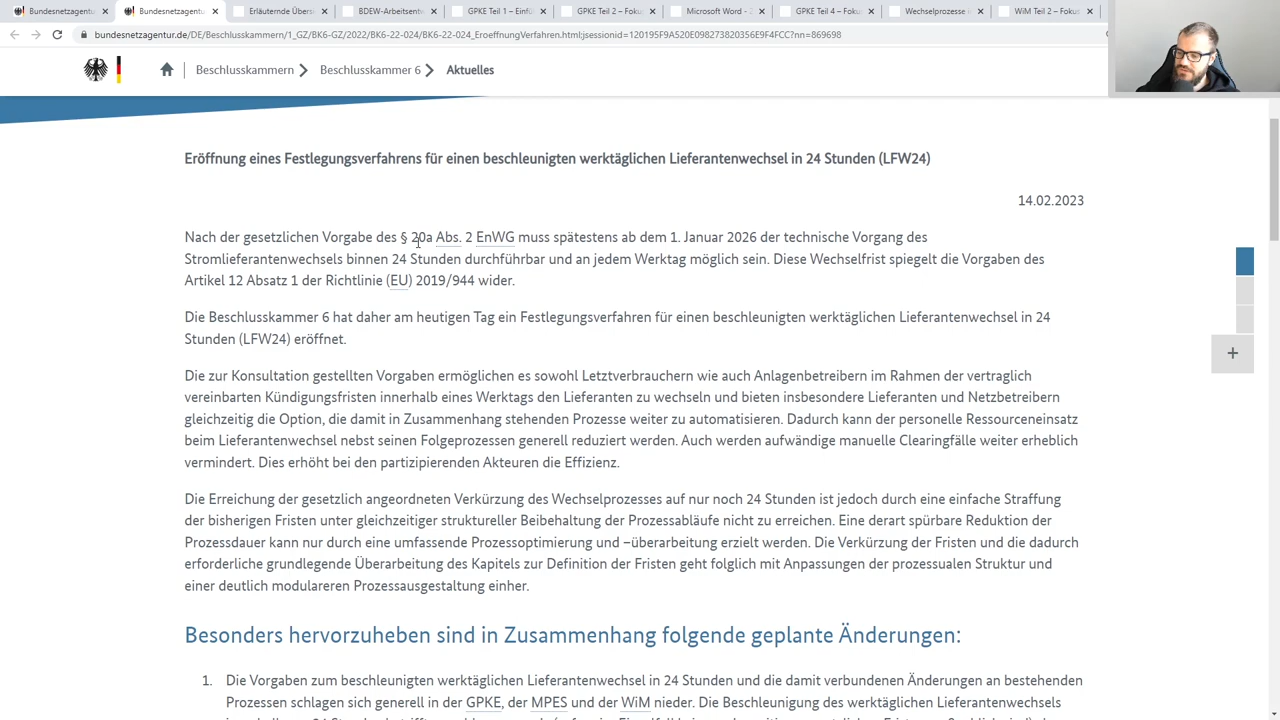 Bundesnetzagentur
Bundesnetzagentur
Erläuternde Übersi
BDEW-Arbeitsentw
GPKE Teil 1 – Einfü
GPKE Teil 2 – Foku
Microsoft Word - 2
GPKE Teil 4 – Foku
Wechselprozesse i
WiM Teil 2 – Fokus
bundesnetzagentur.de/DE/Beschlusskammern/1_GZ/BK6-GZ/2022/BK6-22-024/BK6-22-024_EroeffnungVerfahren.html;jsessionid=120195F9A520E098273820356E9F4FCC?nn=869698
Beschlusskammern
Beschlusskammer 6
Aktuelles
Eröffnung eines Festlegungsverfahrens für einen beschleunigten werktäglichen Lieferantenwechsel in 24 Stunden (LFW24)
14.02.2023
Nach der gesetzlichen Vorgabe des § 20a Abs. 2 EnWG muss spätestens ab dem 1. Januar 2026 der technische Vorgang des
Stromlieferantenwechsels binnen 24 Stunden durchführbar und an jedem Werktag möglich sein. Diese Wechselfrist spiegelt die Vorgaben des
Artikel 12 Absatz 1 der Richtlinie (EU) 2019/944 wider.
Die Beschlusskammer 6 hat daher am heutigen Tag ein Festlegungsverfahren für einen beschleunigten werktäglichen Lieferantenwechsel in 24
Stunden (LFW24) eröffnet.
Die zur Konsultation gestellten Vorgaben ermöglichen es sowohl Letztverbrauchern wie auch Anlagenbetreibern im Rahmen der vertraglich
vereinbarten Kündigungsfristen innerhalb eines Werktags den Lieferanten zu wechseln und bieten insbesondere Lieferanten und Netzbetreibern
gleichzeitig die Option, die damit in Zusammenhang stehenden Prozesse weiter zu automatisieren. Dadurch kann der personelle Ressourceneinsatz
beim Lieferantenwechsel nebst seinen Folgeprozessen generell reduziert werden. Auch werden aufwändige manuelle Clearingfälle weiter erheblich
vermindert. Dies erhöht bei den partizipierenden Akteuren die Effizienz.
Die Erreichung der gesetzlich angeordneten Verkürzung des Wechselprozesses auf nur noch 24 Stunden ist jedoch durch eine einfache Straffung
der bisherigen Fristen unter gleichzeitiger struktureller Beibehaltung der Prozessabläufe nicht zu erreichen. Eine derart spürbare Reduktion der
Prozessdauer kann nur durch eine umfassende Prozessoptimierung und –überarbeitung erzielt werden. Die Verkürzung der Fristen und die dadurch
erforderliche grundlegende Überarbeitung des Kapitels zur Definition der Fristen geht folglich mit Anpassungen der prozessualen Struktur und
einer deutlich modulareren Prozessausgestaltung einher.
Besonders hervorzuheben sind in Zusammenhang folgende geplante Änderungen:
1. Die Vorgaben zum beschleunigten werktäglichen Lieferantenwechsel in 24 Stunden und die damit verbundenen Änderungen an bestehenden
Prozessen schlagen sich generell in der GPKE, der MPES und der WiM nieder. Die Beschleunigung des werktäglichen Lieferantenwechsels